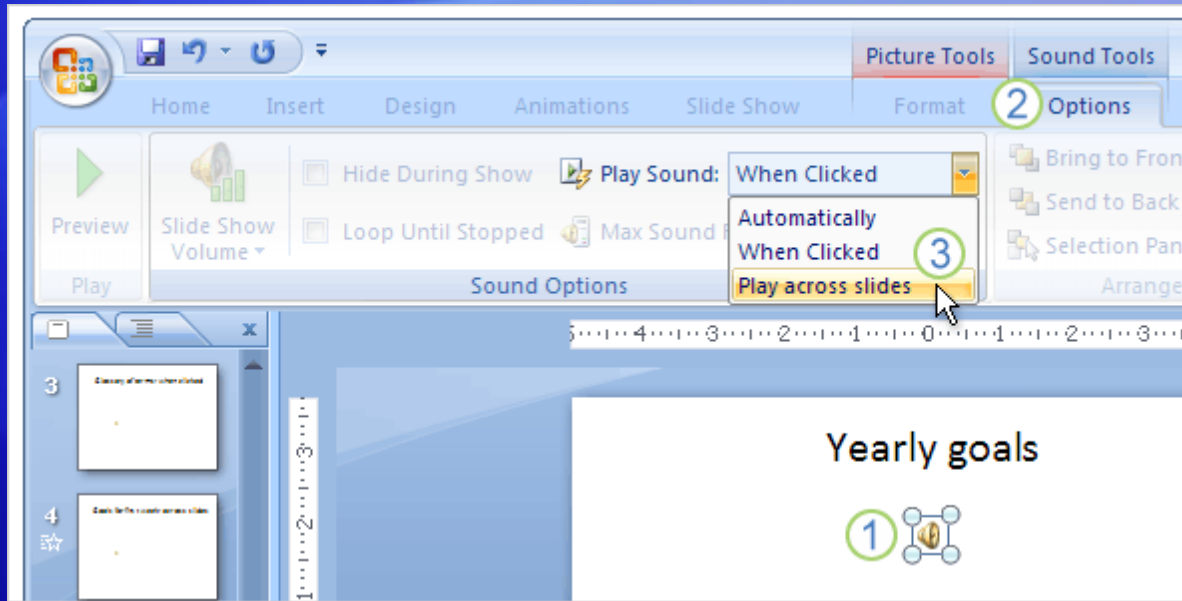 Picture Tools Sound Tools
Home Insert Design Animations Slide Show Format 2 Options
Hide During Show Play Sound: When Clicked Bring to Fron
Preview Slide Show Volume Loop Until Stopped Max Sound F Send to Back
Automatically
When Clicked 3
Play across slides
Selection Pan
Play Sound Options Arrange
5 4 3 2 1 0 1 2 3
3
4
3
2
1
Yearly goals
1